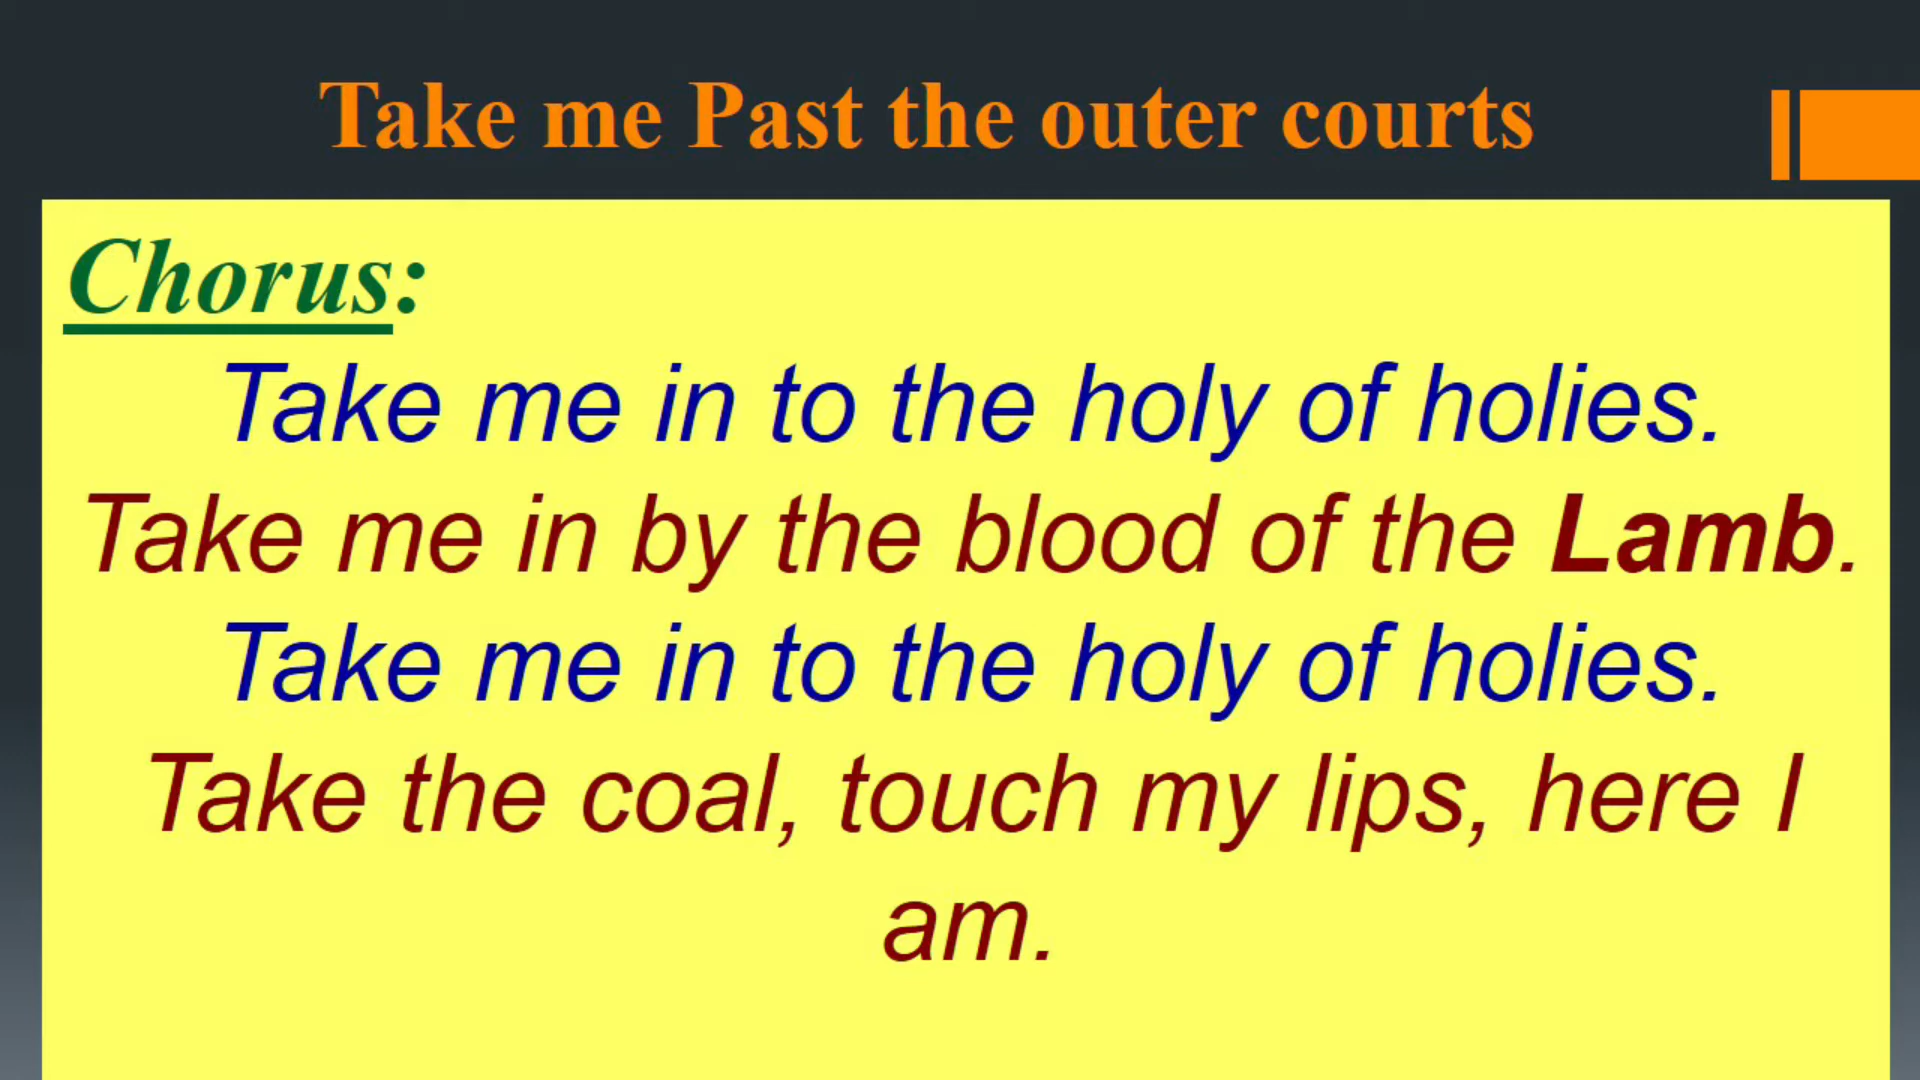 Take me Past the outer courts
Chorus:
Take me in to the holy of holies.
Take me in by the blood of the Lamb.
Take me in to the holy of holies.
Take the coal, touch my lips, here I
am.